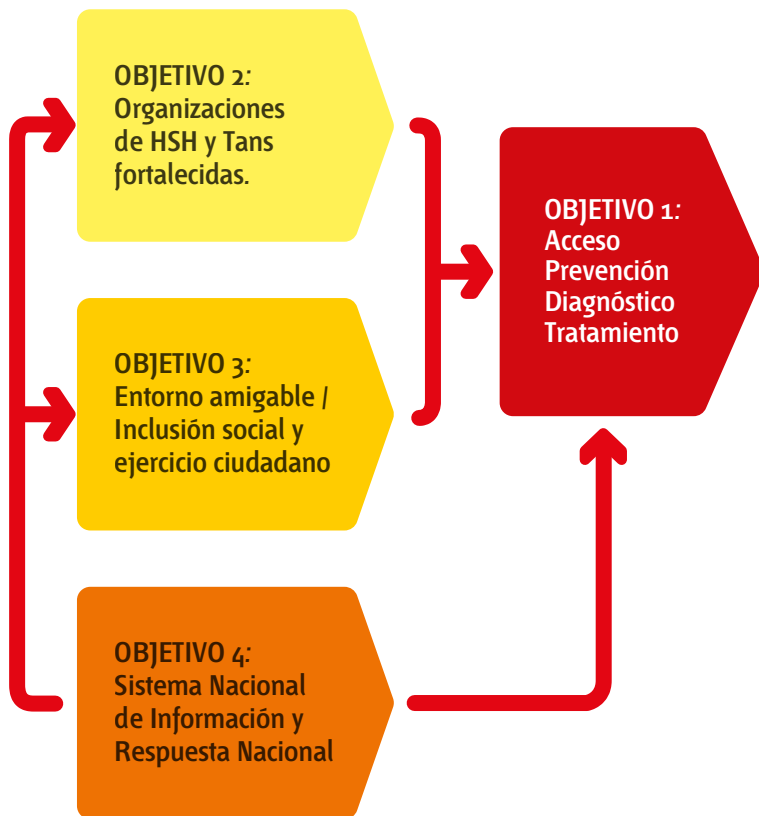 OBJETIVO 2:
Organizaciones
de HSH y Tans
fortalecidas.
OBJETIVO 3:
Entorno amigable /
Inclusión social y
ejercicio ciudadano
OBJETIVO 4:
Sistema Nacional
de Información y
Respuesta Nacional
OBJETIVO 1:
Acceso
Prevención
Diagnóstico
Tratamiento